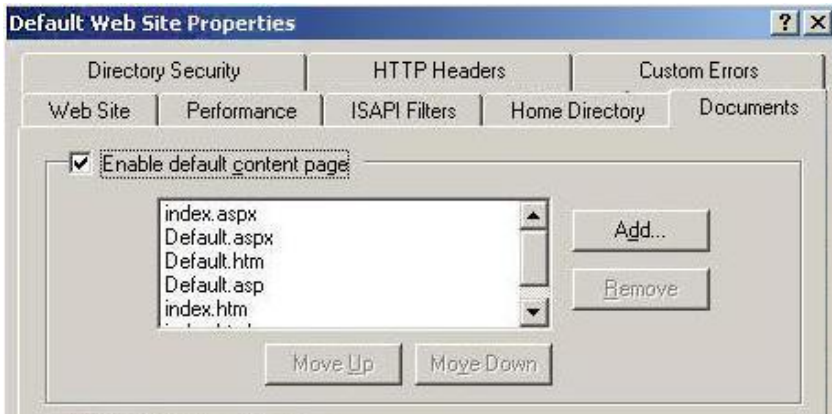 Default Web Site Properties
Directory Security HTTP Headers Custom Errors
Web Site Performance ISAPI Filters Home Directory Documents
Enable default content page
index.aspx
Default.aspx
Default.htm
Default.asp
index.htm
Add...
Remove
Move Up Move Down